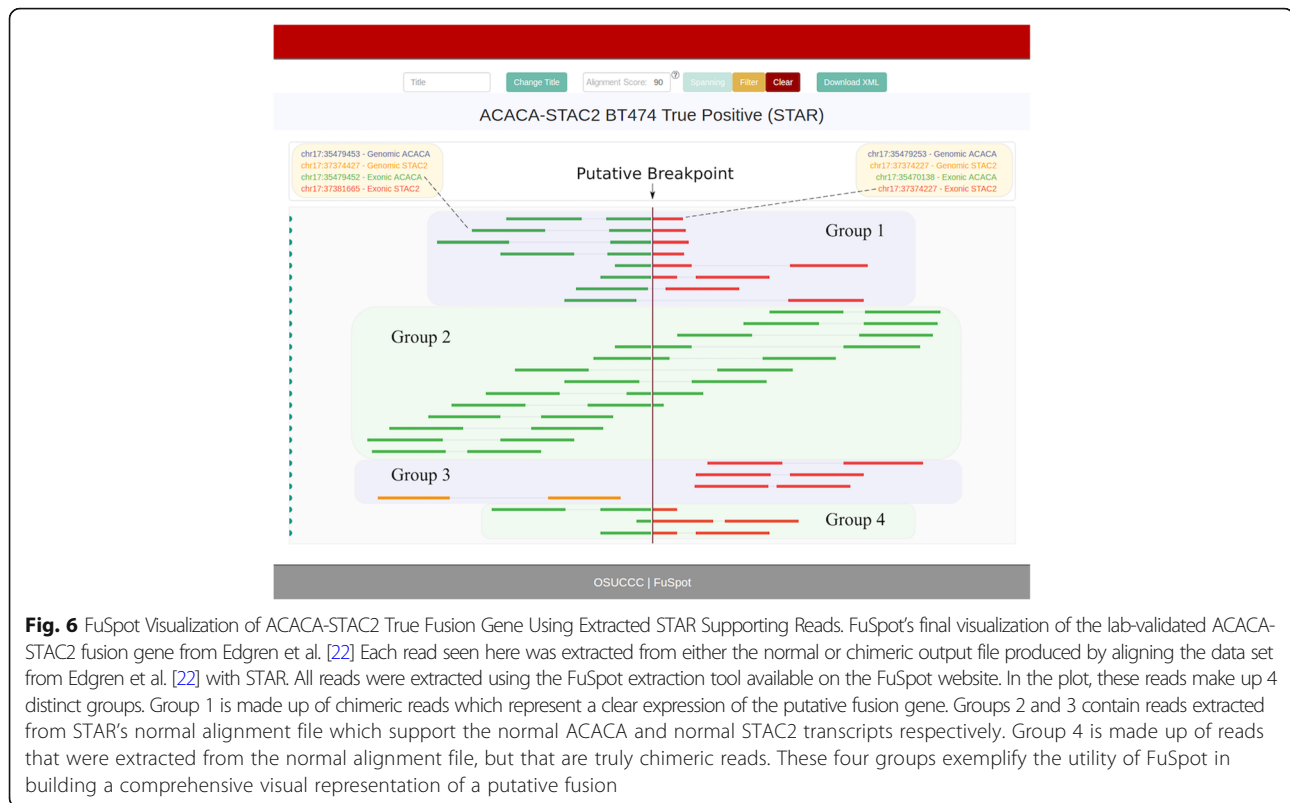 Title
Change Title
Alignment Score: 90
?
Spanning
Filter
Clear
Download XML
ACACA-STAC2 BT474 True Positive (STAR)
chr17:35479453 - Genomic ACACA
chr17:37374427 - Genomic STAC2
chr17:35479452 - Exonic ACACA
chr17:37381665 - Exonic STAC2
Putative Breakpoint
chr17:35479253 - Genomic ACACA
chr17:37374227 - Genomic STAC2
chr17:35470138 - Exonic ACACA
chr17:37374227 - Exonic STAC2
Group 1
Group 2
Group 3
Group 4
OSUCCC | FuSpot
Fig. 6 FuSpot Visualization of ACACA-STAC2 True Fusion Gene Using Extracted STAR Supporting Reads. FuSpot's final visualization of the lab-validated ACACA-
STAC2 fusion gene from Edgren et al. [22] Each read seen here was extracted from either the normal or chimeric output file produced by aligning the data set
from Edgren et al. [22] with STAR. All reads were extracted using the FuSpot extraction tool available on the FuSpot website. In the plot, these reads make up 4
distinct groups. Group 1 is made up of chimeric reads which represent a clear expression of the putative fusion gene. Groups 2 and 3 contain reads extracted
from STAR's normal alignment file which support the normal ACACA and normal STAC2 transcripts respectively. Group 4 is made up of reads
that were extracted from the normal alignment file, but that are truly chimeric reads. These four groups exemplify the utility of FuSpot in
building a comprehensive visual representation of a putative fusion